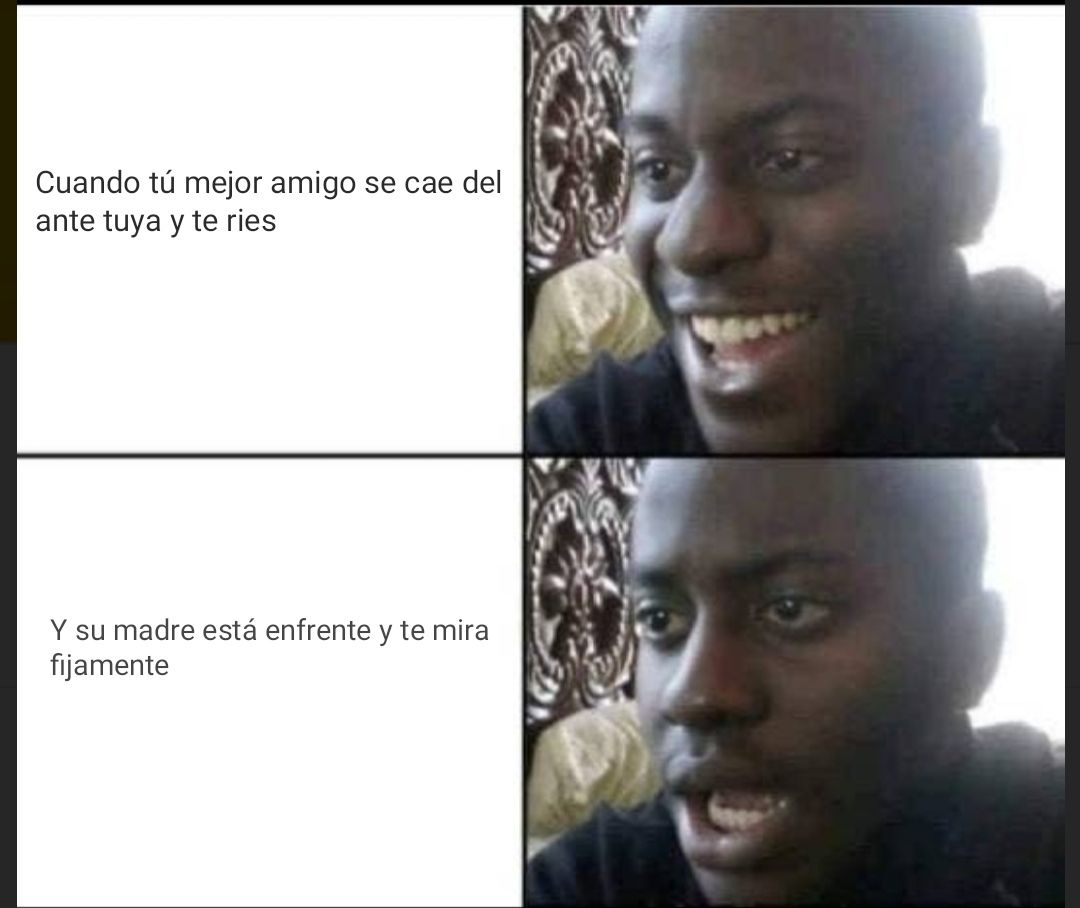 Cuando tú mejor amigo se cae del
ante tuya y te ries
Y su madre está enfrente y te mira
fijamente